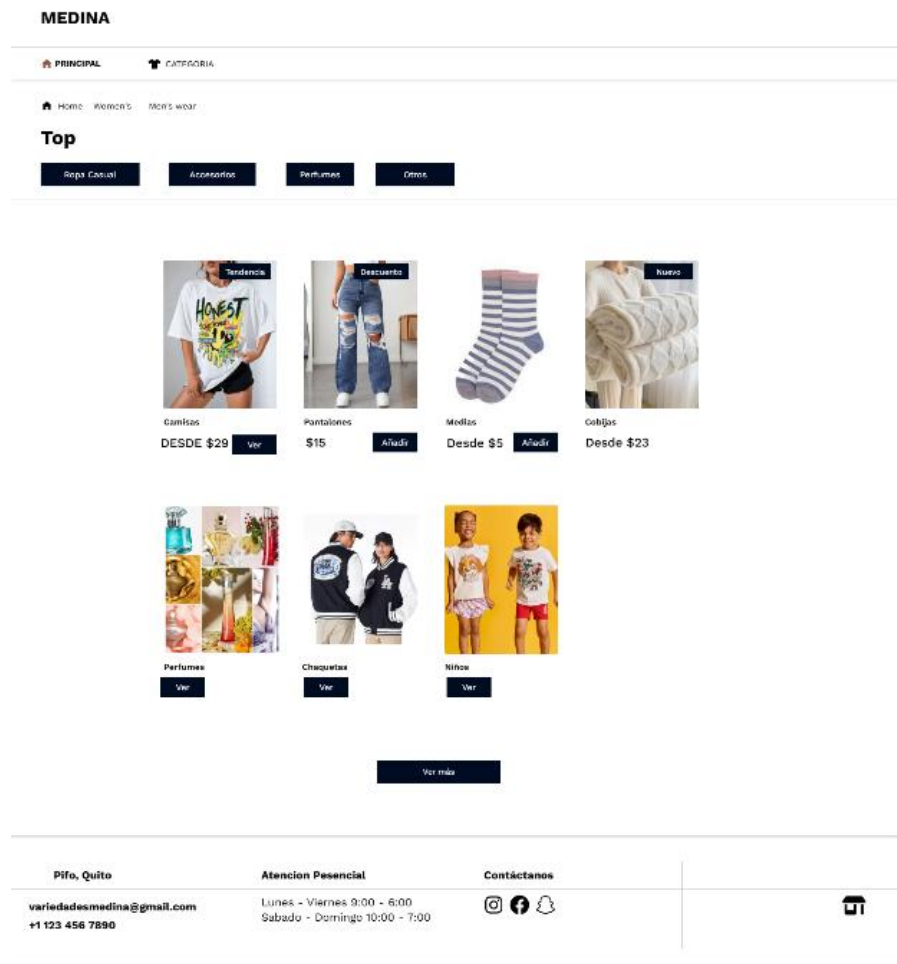 MEDINA
PRINCIPAL CATEGORIA
Home Women's Men's wear
Top
Ropa Casual Accesorios Perfumes Otros
Tendencia Descuento Nuevo
HONEST
Camisas Pantalones Medias Cobijas
DESDE $29 Ver $15 Añadir Desde $5 Añadir Desde $23
Perfumes Chaquetas Niños
Ver Ver Ver
Ver más
Pifo, Quito Atencion Pesencial Contáctanos
variedadesmedina@gmail.com Lunes - Viernes 9:00 - 6:00
+1 123 456 7890 Sabado - Domingo 10:00 - 7:00